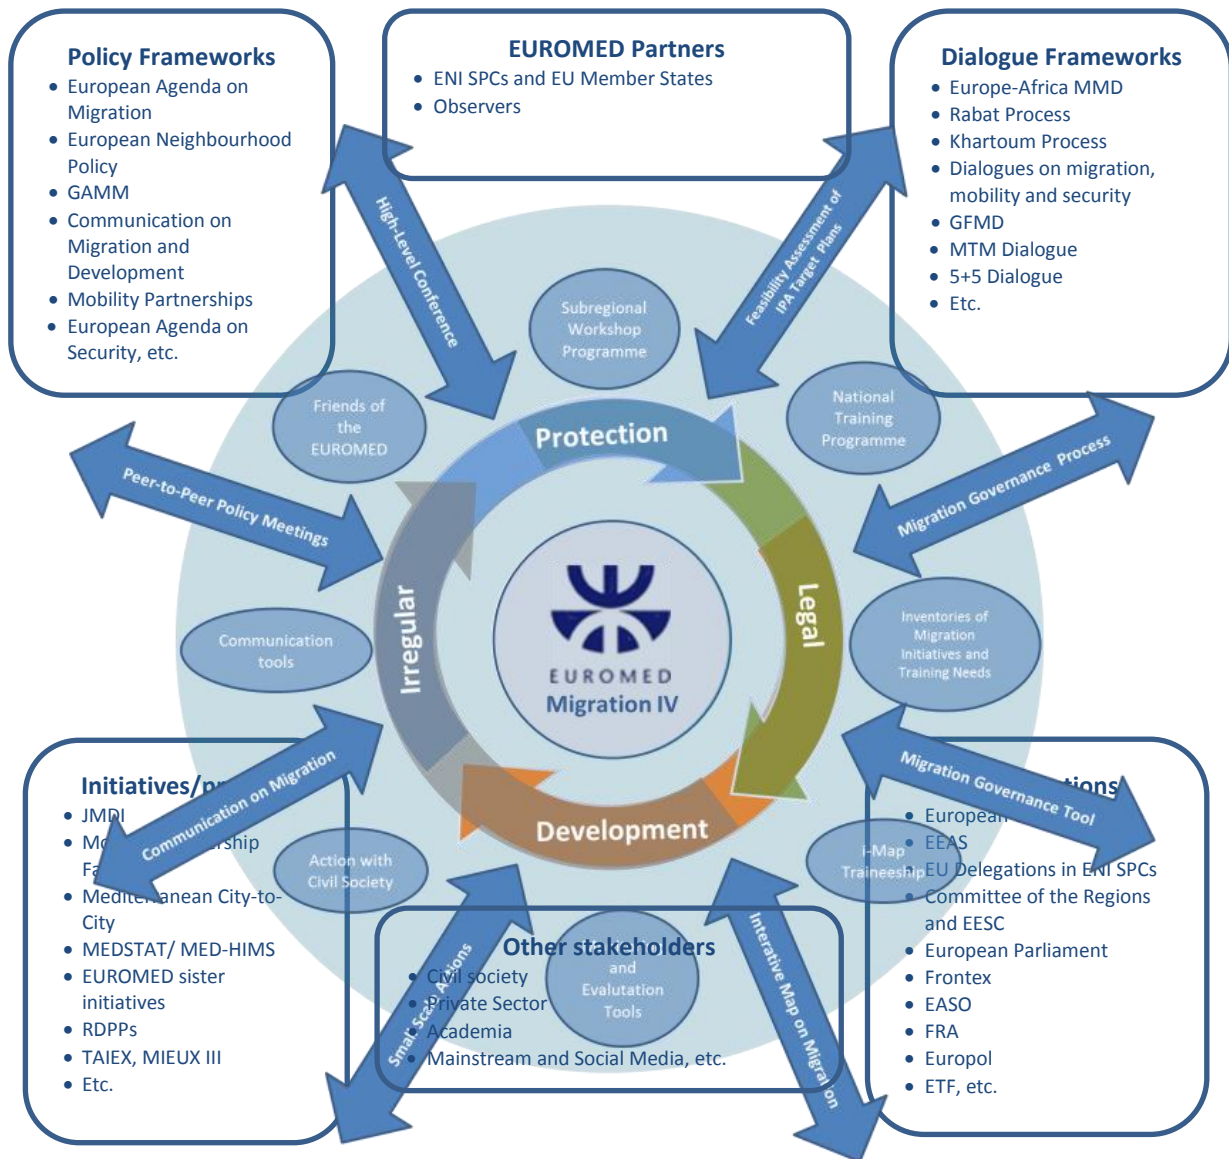 Policy Frameworks
• European Agenda on
Migration
• European Neighbourhood
Policy
• GAMM
• Communication on
Migration and
Development
• Mobility Partnerships
• European Agenda on
Security, etc.
EUROMED Partners
• ENI SPCs and EU Member States
• Observers
Dialogue Frameworks
• Europe-Africa MMD
• Rabat Process
• Khartoum Process
• Dialogues on migration,
mobility and security
• GFMD
• MTM Dialogue
• 5+5 Dialogue
• Etc.
High-Level Conference
Feasibility Assessment of
IPA Target Plans
Subregional
Workshop
Programme
Friends of
the
EUROMED
National
Training
Programme
Peer-to-Peer Policy Meetings
Migration Governance Process
Protection
Legal
Development
Irregular
EUROMED
Migration IV
Communication
tools
Inventories of
Migration
Initiatives and
Training Needs
Communication on Migration
Migration Governance Tool
Action with
Civil Society
i-Map
Traineeship
Small Scale Actions
Interative Map on Migration
and
Evalutation
Tools
Initiatives/
• JMDI
•
•
• Mediterranean City-to-
City
• MEDSTAT/ MED-HIMS
• EUROMED sister
initiatives
• RDPPs
• TAIEX, MIEUX III
• Etc.
Other stakeholders
• Civil society
• Private Sector
• Academia
• Mainstream and Social Media, etc.
• European
• EEAS
• EU Delegations in ENI SPCs
• Committee of the Regions
and EESC
• European Parliament
• Frontex
• EASO
• FRA
• Europol
• ETF, etc.